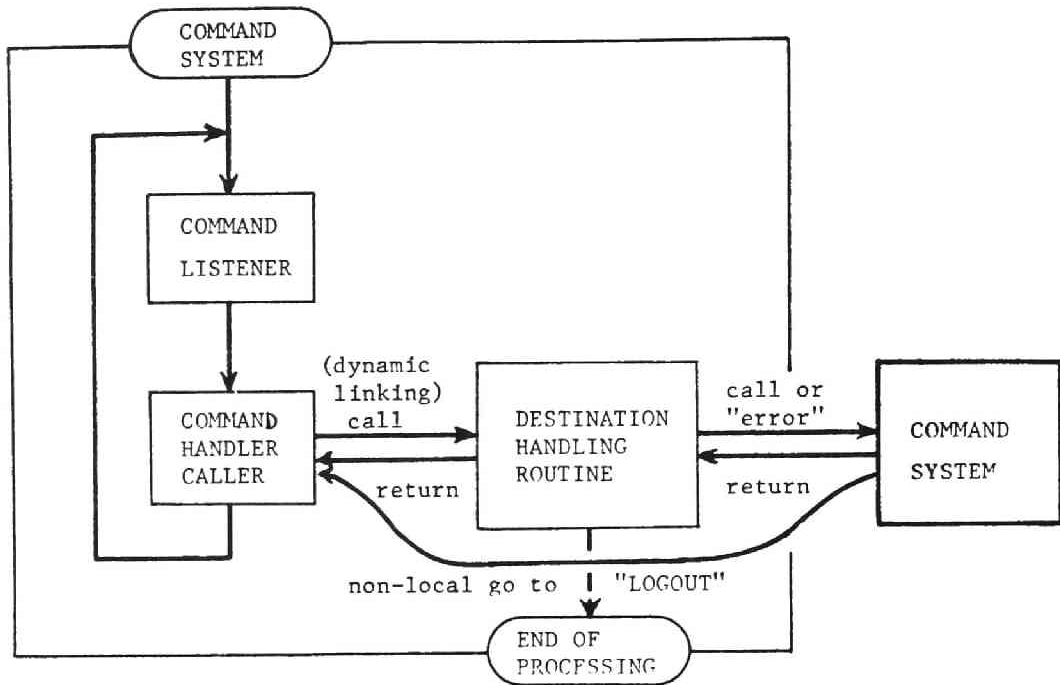 COMMAND
SYSTEM
COMMAND
LISTENER
(dynamic
linking)
call
COMMAND
HANDLER
CALLER
return
DESTINATION
HANDLING
ROUTINE
call or
"error"
return
COMMAND
SYSTEM
non-local go to
"LOGOUT"
END OF
PROCESSING